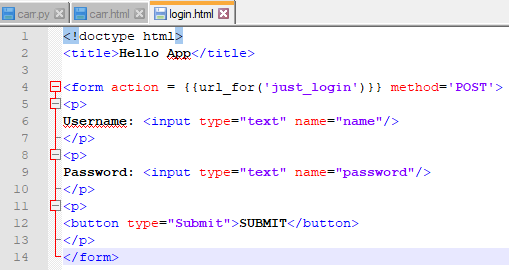 carr.py carr.html login.html
1 <!doctype html>
2 <title>Hello App</title>
3
4 <form action = {{url_for('just_login')}} method='POST'>
5 <p>
6 Username: <input type="text" name="name"/>
7 </p>
8 <p>
9 Password: <input type="text" name="password"/>
10 </p>
11 <p>
12 <button type="Submit">SUBMIT</button>
13 </p>
14 </form>